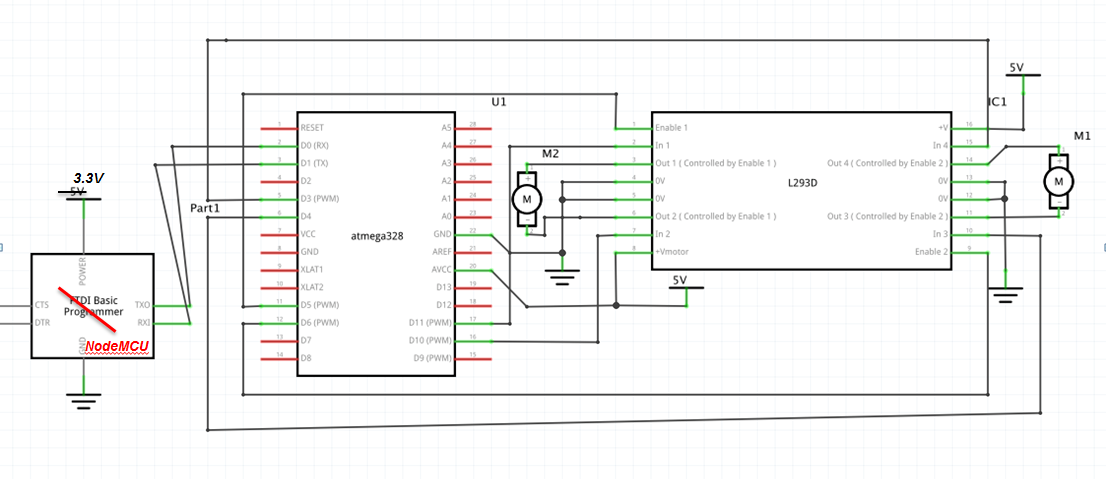 3.3V
5V
Part1
POWER
CTS
DTR
FTDI Basic
Programmer
TXO
RXI
GND
NodeMCU
U1
atmega328
1 RESET
2 D0 (RX)
3 D1 (TX)
4 D2
5 D3 (PWM)
6 D4
7 VCC
8 GND
9 XLAT1
10 XLAT2
11 D5 (PWM)
12 D6 (PWM)
13 D7
14 D8
A5 28
A4 27
A3 26
A2 25
A1 24
A0 23
GND 22
AREF 21
AVCC 20
D13 19
D12 18
D11 (PWM) 17
D10 (PWM) 16
D9 (PWM) 15
M2
+
M
-
IC1
L293D
1 Enable 1
2 In 1
3 Out 1 ( Controlled by Enable 1 )
4 0V
5 0V
6 Out 2 ( Controlled by Enable 1 )
7 In 2
8 +Vmotor
+V 16
In 4 15
Out 4 ( Controlled by Enable 2 ) 14
0V 13
0V 12
Out 3 ( Controlled by Enable 2 ) 11
In 3 10
Enable 2 9
5V
5V
M1
1
+
M
-
2